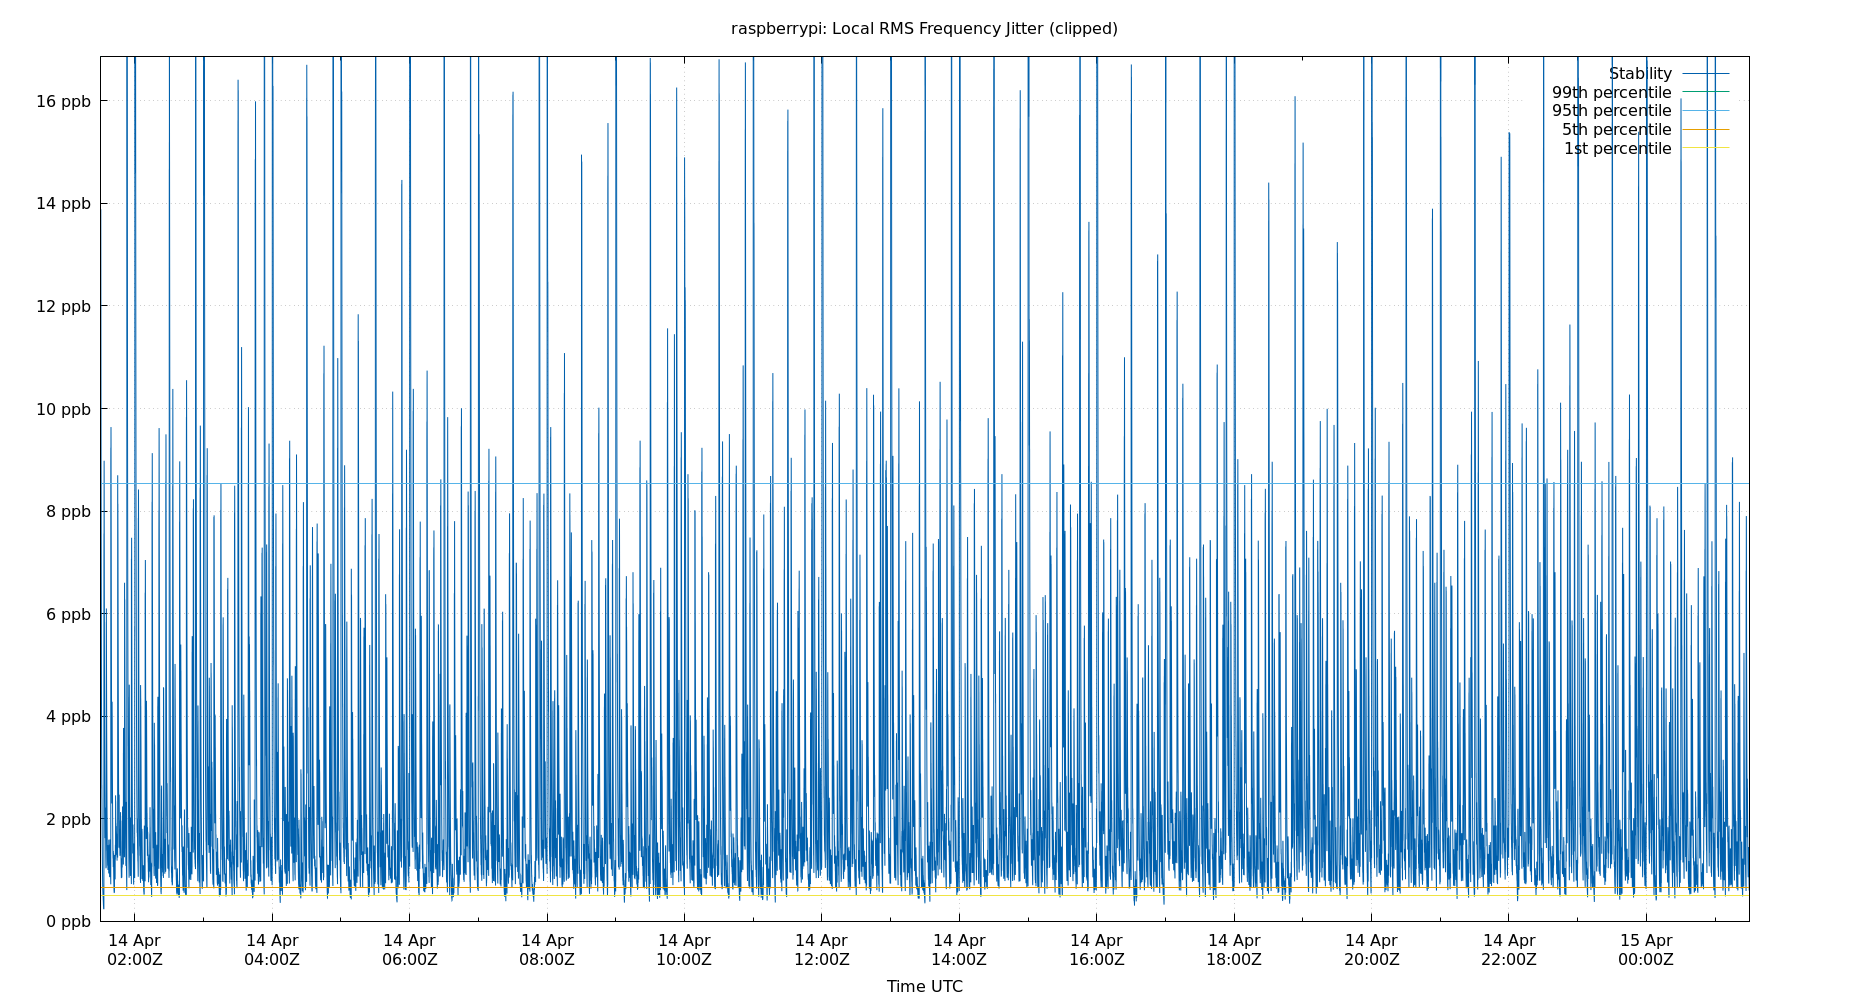 raspberrypi: Local RMS Frequency Jitter (clipped)
Stability
99th percentile
95th percentile
5th percentile
1st percentile
16 ppb
14 ppb
12 ppb
10 ppb
8 ppb
6 ppb
4 ppb
2 ppb
0 ppb
14 Apr 14 Apr 14 Apr 14 Apr 14 Apr 14 Apr 14 Apr 14 Apr 14 Apr 14 Apr 14 Apr 15 Apr
02:00Z 04:00Z 06:00Z 08:00Z 10:00Z 12:00Z 14:00Z 16:00Z 18:00Z 20:00Z 22:00Z 00:00Z
Time UTC